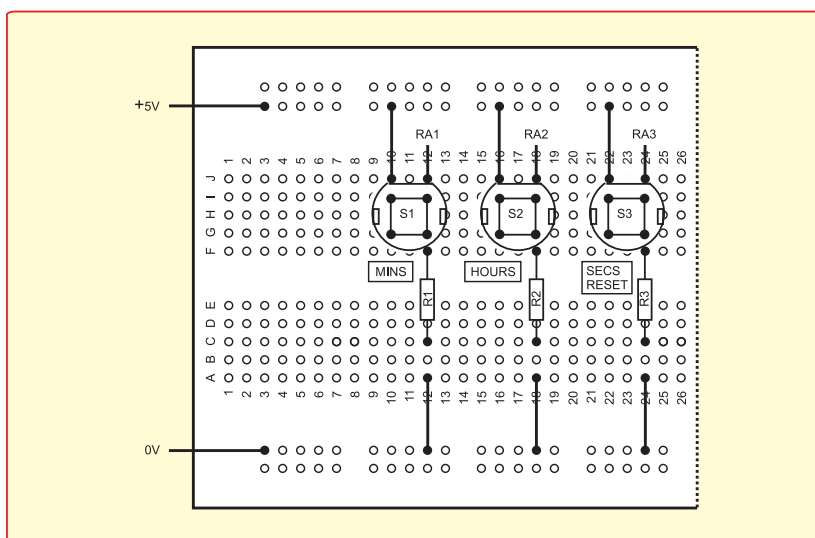 +5V
RA1 RA2 RA3
1 2 3 4 5 6 7 8 9 10 11 12 13 14 15 16 17 18 19 20 21 22 23 24 25 26
J
I
H
G
F
S1 S2 S3
MINS HOURS SECS
RESET
R1 R2 R3
E
D
C
B
A
1 2 3 4 5 6 7 8 9 10 11 12 13 14 15 16 17 18 19 20 21 22 23 24 25 26
0V